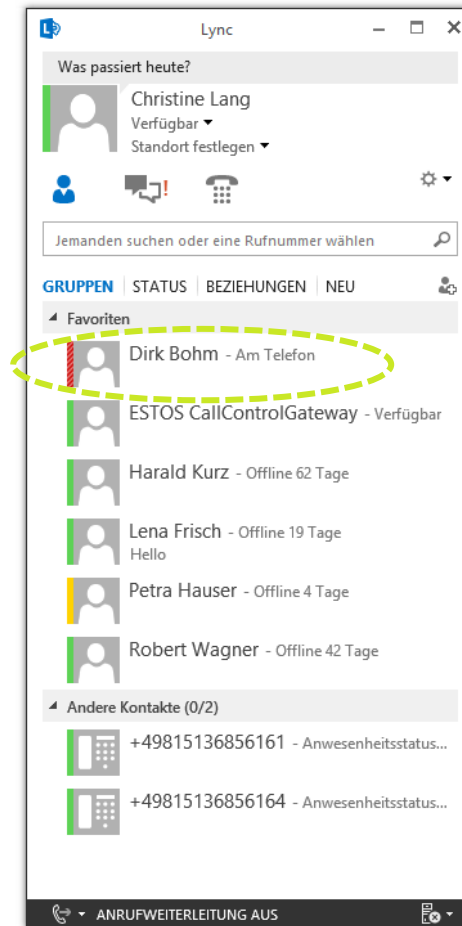 Lync
Was passiert heute?
Christine Lang
Verfügbar
Standort festlegen
Jemanden suchen oder eine Rufnummer wählen
GRUPPEN STATUS BEZIEHUNGEN NEU
Favoriten
Dirk Bohm - Am Telefon
ESTOS CallControlGateway - Verfügbar
Harald Kurz - Offline 62 Tage
Lena Frisch - Offline 19 Tage
Hello
Petra Hauser - Offline 4 Tage
Robert Wagner - Offline 42 Tage
Andere Kontakte (0/2)
+49815136856161 - Anwesenheitsstatus...
+49815136856164 - Anwesenheitsstatus...
ANRUFWEITERLEITUNG AUS